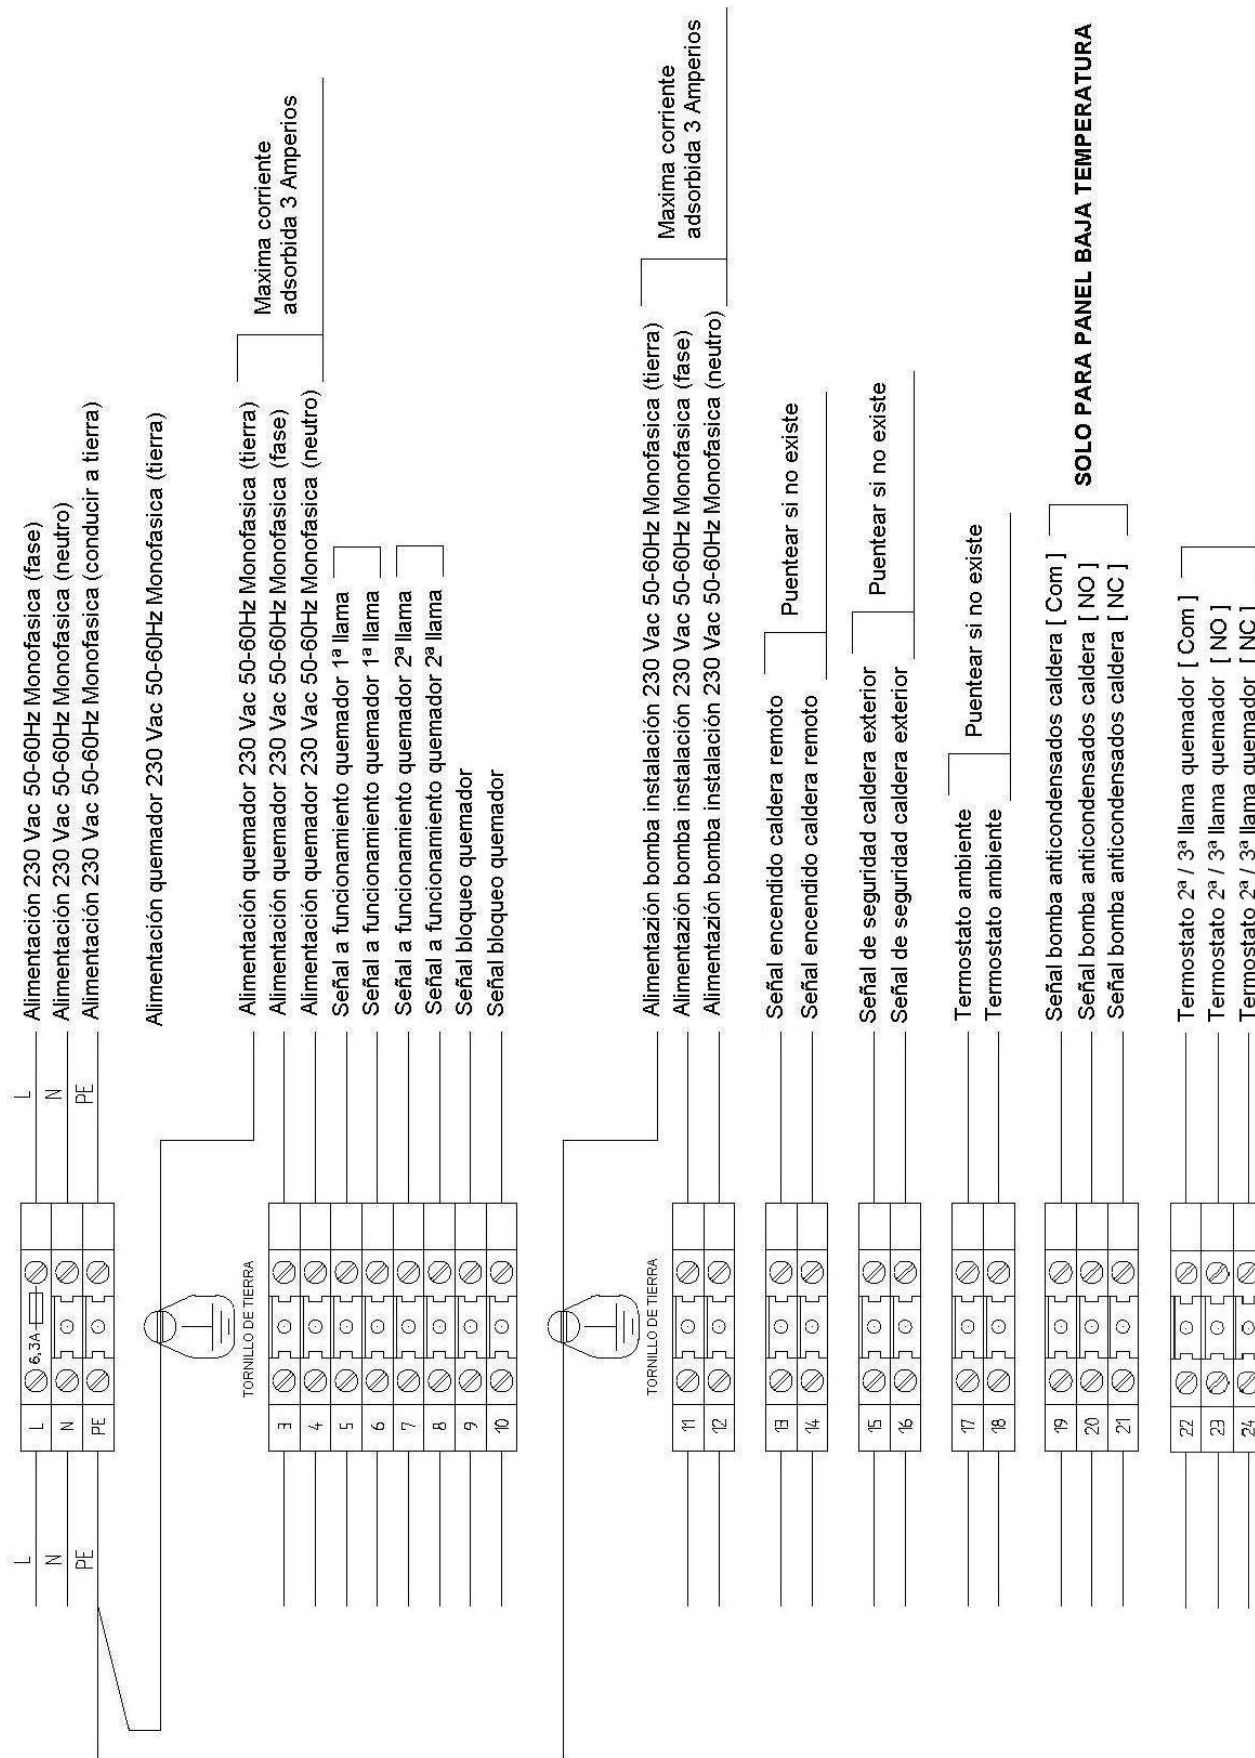 L
N
PE
L 6,3A
N
PE
L
N
PE
Alimentación 230 Vac 50-60Hz Monofasica (fase)
Alimentación 230 Vac 50-60Hz Monofasica (neutro)
Alimentación 230 Vac 50-60Hz Monofasica (conducir a tierra)
Alimentación quemador 230 Vac 50-60Hz Monofasica (tierra)
TORNILLO DE TIERRA
Alimentación quemador 230 Vac 50-60Hz Monofasica (tierra)
3 Alimentación quemador 230 Vac 50-60Hz Monofasica (fase)
4 Alimentación quemador 230 Vac 50-60Hz Monofasica (neutro)
Maxima corriente
adsorbida 3 Amperios
5 Señal a funcionamiento quemador 1ª llama
6 Señal a funcionamiento quemador 1ª llama
7 Señal a funcionamiento quemador 2ª llama
8 Señal a funcionamiento quemador 2ª llama
9 Señal bloqueo quemador
10 Señal bloqueo quemador
TORNILLO DE TIERRA
Alimentazión bomba instalación 230 Vac 50-60Hz Monofasica (tierra)
11 Alimentazión bomba instalación 230 Vac 50-60Hz Monofasica (fase)
12 Alimentazión bomba instalación 230 Vac 50-60Hz Monofasica (neutro)
Maxima corriente
adsorbida 3 Amperios
13 Señal encendido caldera remoto
14 Señal encendido caldera remoto
Puentear si no existe
15 Señal de seguridad caldera exterior
16 Señal de seguridad caldera exterior
Puentear si no existe
17 Termostato ambiente
18 Termostato ambiente
Puentear si no existe
19 Señal bomba anticondensados caldera [ Com ]
20 Señal bomba anticondensados caldera [ NO ]
21 Señal bomba anticondensados caldera [ NC ]
SOLO PARA PANEL BAJA TEMPERATURA
22 Termostato 2ª / 3ª llama quemador [ Com ]
23 Termostato 2ª / 3ª llama quemador [ NO ]
24 Termostato 2ª / 3ª llama quemador [ NC ]